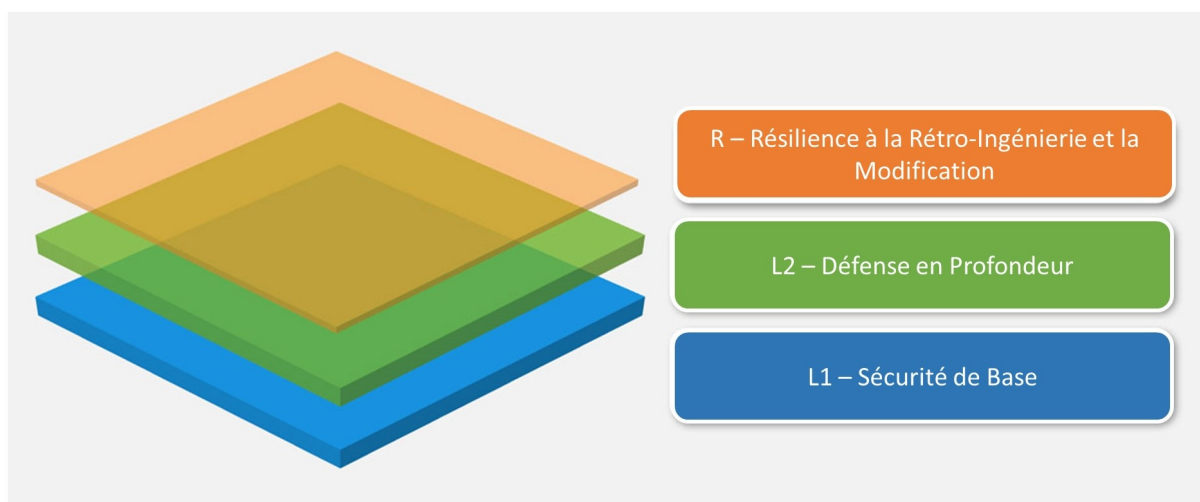 R – Résilience à la Rétro-Ingénierie et la
Modification
L2 – Défense en Profondeur
L1 – Sécurité de Base